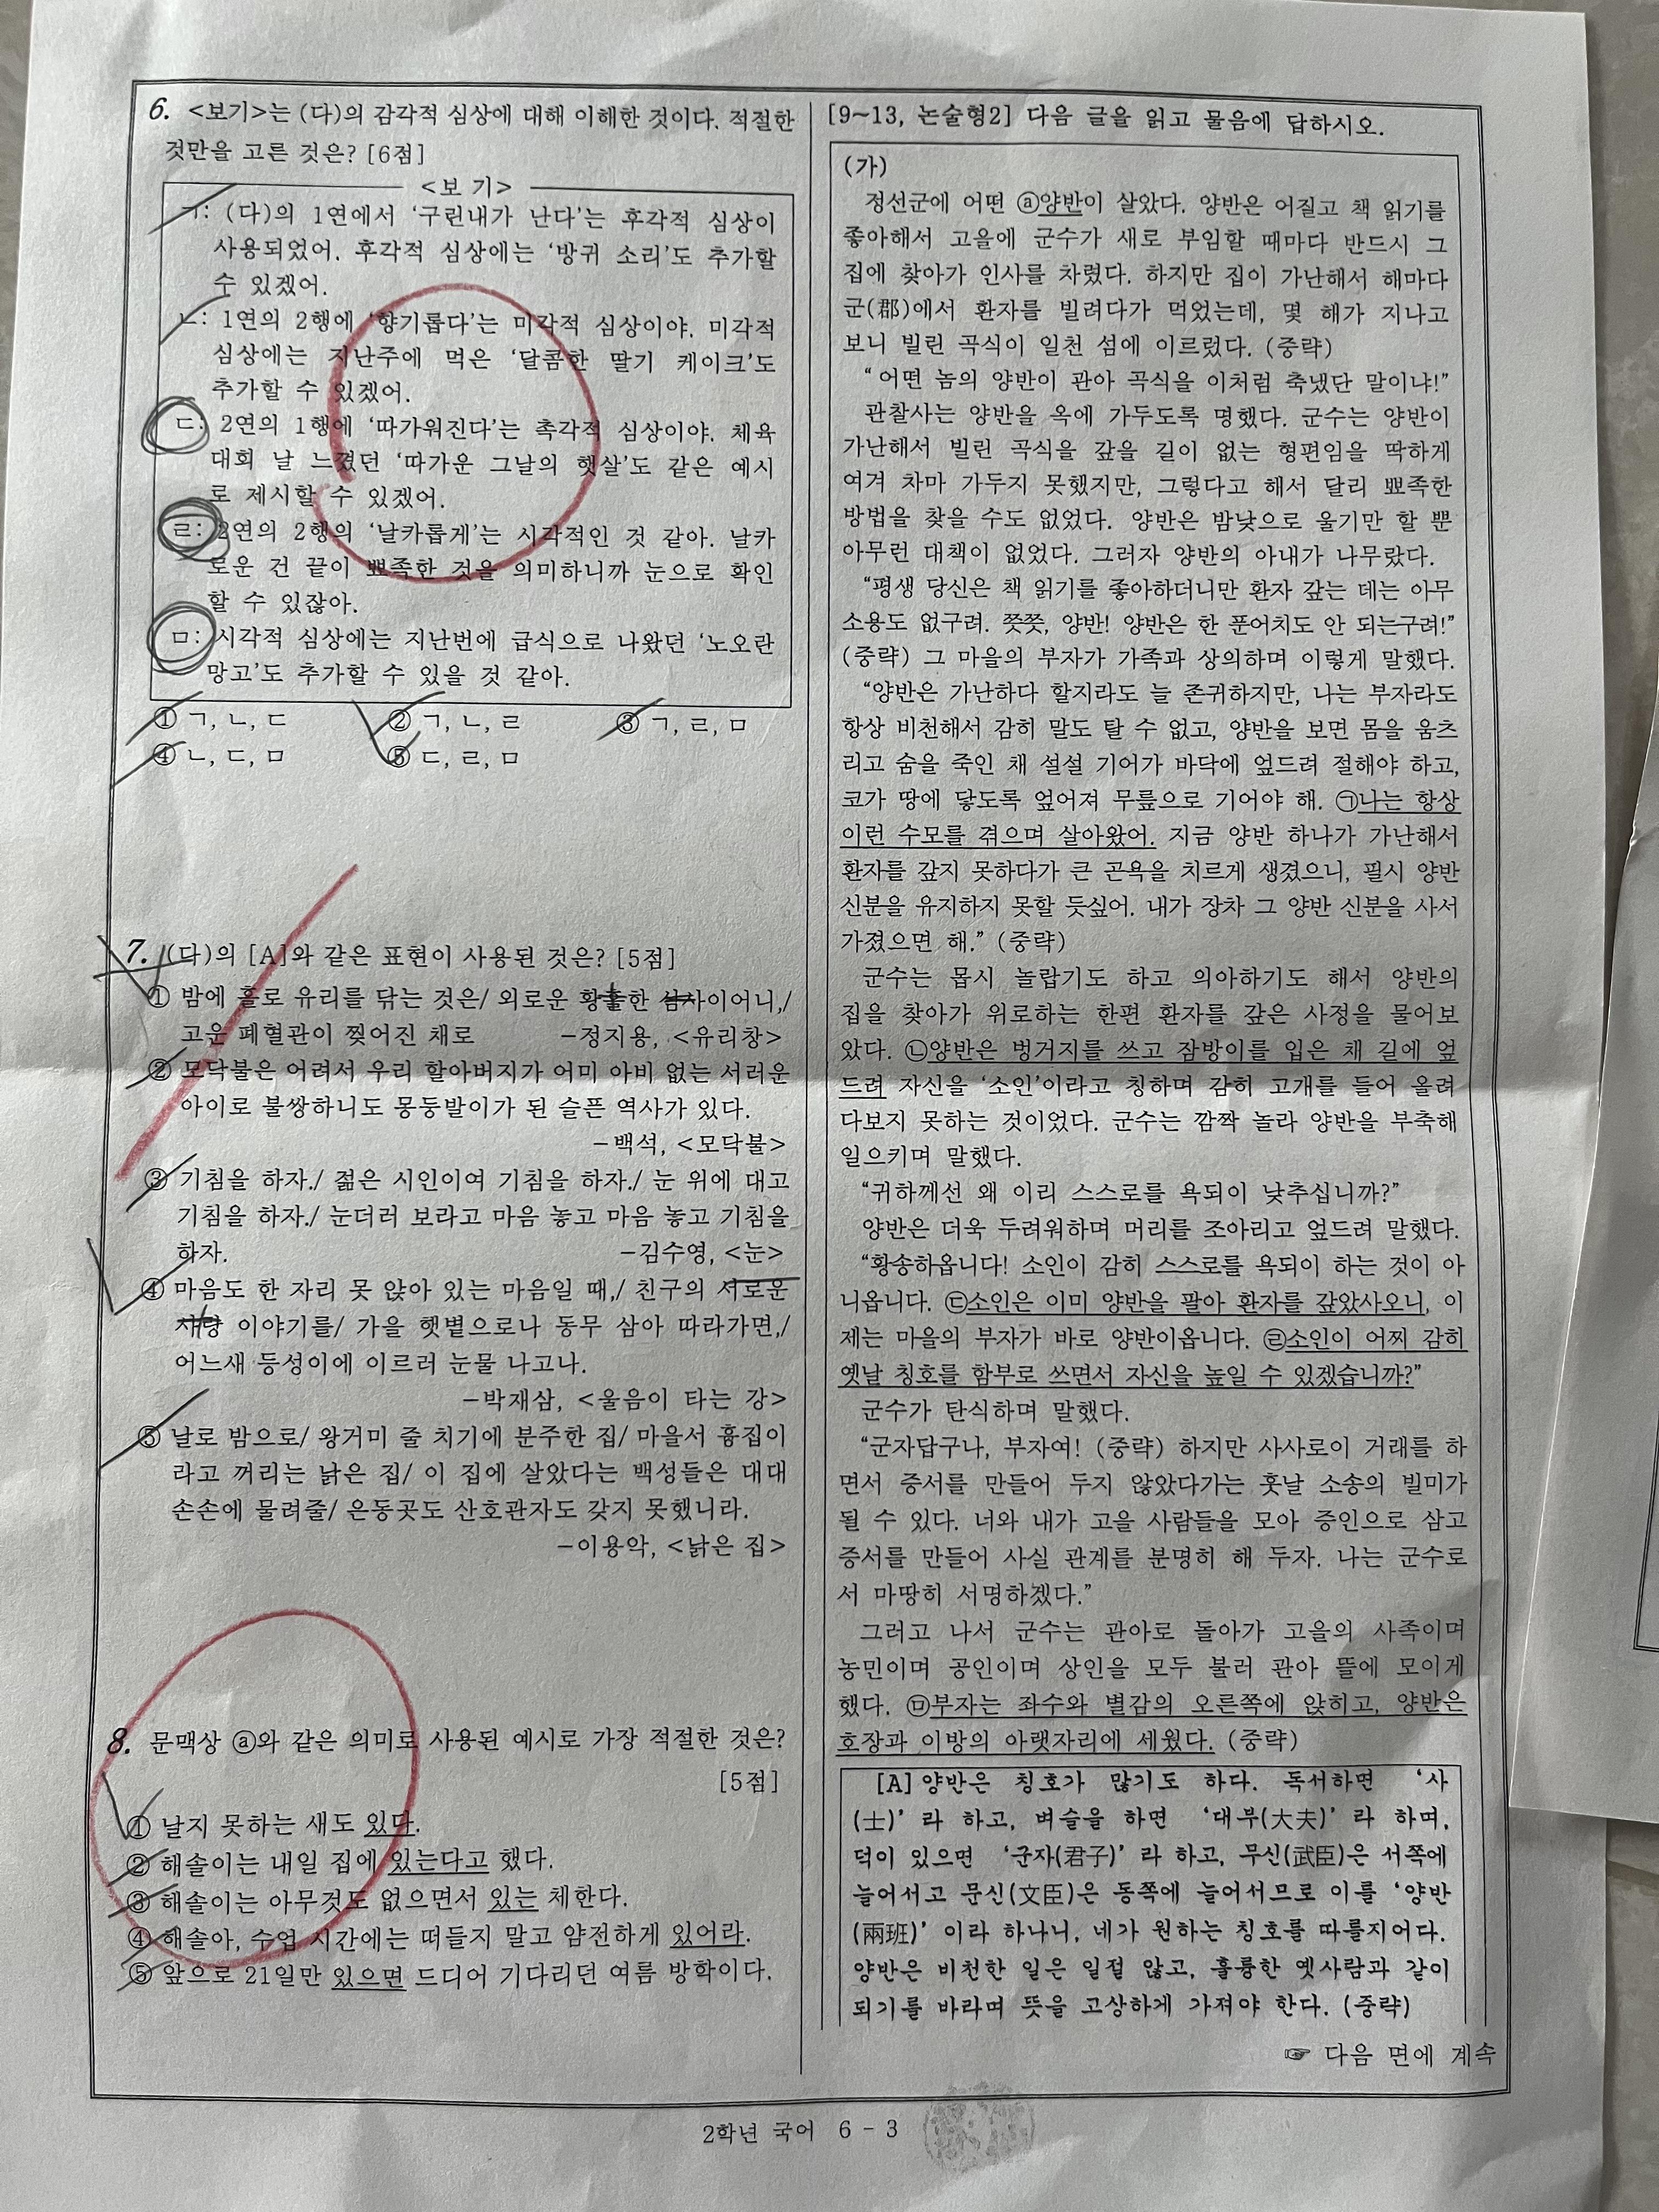 6. <보기>는 (다)의 감각적 심상에 대해 이해한 것이다. 적절한
것만을 고른 것은? [6점]
<보 기>
ㄱ: (다)의 1연에서 ‘구린내가 난다’는 후각적 심상이
사용되었어. 후각적 심상에는 ‘방귀 소리’도 추가할
수 있겠어.
ㄴ: 1연의 2행에 ‘향기롭다’는 미각적 심상이야. 미각적
심상에는 지난주에 먹은 ‘달콤한 딸기 케이크’도
추가할 수 있겠어.
ㄷ: 2연의 1행에 ‘따가워진다’는 촉각적 심상이야. 체육
대회 날 느꼈던 ‘따가운 그날의 햇살’도 같은 예시
로 제시할 수 있겠어.
ㄹ: 2연의 2행의 ‘날카롭게’는 시각적인 것 같아. 날카
로운 건 끝이 뾰족한 것을 의미하니까 눈으로 확인
할 수 있잖아.
ㅁ: 시각적 심상에는 지난번에 급식으로 나왔던 ‘노오란
망고’도 추가할 수 있을 것 같아.
① ㄱ, ㄴ, ㄷ ② ㄱ, ㄴ, ㄹ ③ ㄱ, ㄹ, ㅁ
④ ㄴ, ㄷ, ㅁ ⑤ ㄷ, ㄹ, ㅁ
7. (다)의 [A]와 같은 표현이 사용된 것은? [5점]
① 밤에 홀로 유리를 닦는 것은/ 외로운 황홀한 심사이어니,/
고운 폐혈관이 찢어진 채로 -정지용, <유리창>
② 모닥불은 어려서 우리 할아버지가 어미 아비 없는 서러운
아이로 불쌍하니도 몽둥발이가 된 슬픈 역사가 있다.
-백석, <모닥불>
③ 기침을 하자./ 젊은 시인이여 기침을 하자./ 눈 위에 대고
기침을 하자./ 눈더러 보라고 마음 놓고 마음 놓고 기침을
하자. -김수영, <눈>
④ 마음도 한 자리 못 앉아 있는 마음일 때,/ 친구의 서로운
사랑 이야기를/ 가을 햇볕으로나 동무 삼아 따라가면,/
어느새 등성이에 이르러 눈물 나고나.
-박재삼, <울음이 타는 강>
⑤ 날로 밤으로/ 왕거미 줄 치기에 분주한 집/ 마을서 흉집이
라고 꺼리는 낡은 집/ 이 집에 살았다는 백성들은 대대
손손에 물려줄/ 은동곳도 산호관자도 갖지 못했니라.
-이용악, <낡은 집>
8. 문맥상 ⓐ와 같은 의미로 사용된 예시로 가장 적절한 것은?
[5점]
① 날지 못하는 새도 있다.
② 해솔이는 내일 집에 있는다고 했다.
③ 해솔이는 아무것도 없으면서 있는 체한다.
④ 해솔아, 수업 시간에는 떠들지 말고 얌전하게 있어라.
⑤ 앞으로 21일만 있으면 드디어 기다리던 여름 방학이다.
[9~13, 논술형2] 다음 글을 읽고 물음에 답하시오.
(가)
정선군에 어떤 ⓐ양반이 살았다. 양반은 어질고 책 읽기를
좋아해서 고을에 군수가 새로 부임할 때마다 반드시 그
집에 찾아가 인사를 차렸다. 하지만 집이 가난해서 해마다
군(郡)에서 환자를 빌려다가 먹었는데, 몇 해가 지나고
보니 빌린 곡식이 일천 섬에 이르렀다. (중략)
“어떤 놈의 양반이 관아 곡식을 이처럼 축냈단 말이냐!”
관찰사는 양반을 옥에 가두도록 명했다. 군수는 양반이
가난해서 빌린 곡식을 갚을 길이 없는 형편임을 딱하게
여겨 차마 가두지 못했지만, 그렇다고 해서 달리 뾰족한
방법을 찾을 수도 없었다. 양반은 밤낮으로 울기만 할 뿐
아무런 대책이 없었다. 그러자 양반의 아내가 나무랐다.
“평생 당신은 책 읽기를 좋아하더니만 환자 갚는 데는 아무
소용도 없구려. 쯧쯧, 양반! 양반은 한 푼어치도 안 되는구려!”
(중략) 그 마을의 부자가 가족과 상의하며 이렇게 말했다.
“양반은 가난하다 할지라도 늘 존귀하지만, 나는 부자라도
항상 비천해서 감히 말도 탈 수 없고, 양반을 보면 몸을 움츠
리고 숨을 죽인 채 설설 기어가 바닥에 엎드려 절해야 하고,
코가 땅에 닿도록 엎어져 무릎으로 기어야 해. ㉠나는 항상
이런 수모를 겪으며 살아왔어. 지금 양반 하나가 가난해서
환자를 갚지 못하다가 큰 곤욕을 치르게 생겼으니, 필시 양반
신분을 유지하지 못할 듯싶어. 내가 장차 그 양반 신분을 사서
가졌으면 해.” (중략)
군수는 몹시 놀랍기도 하고 의아하기도 해서 양반의
집을 찾아가 위로하는 한편 환자를 갚은 사정을 물어보
았다. ㉡양반은 벙거지를 쓰고 잠방이를 입은 채 길에 엎
드려 자신을 ‘소인’이라고 칭하며 감히 고개를 들어 올려
다보지 못하는 것이었다. 군수는 깜짝 놀라 양반을 부축해
일으키며 말했다.
“귀하께선 왜 이리 스스로를 욕되이 낮추십니까?”
양반은 더욱 두려워하며 머리를 조아리고 엎드려 말했다.
“황송하옵니다! 소인이 감히 스스로를 욕되이 하는 것이 아
니옵니다. ㉢소인은 이미 양반을 팔아 환자를 갚았사오니, 이
제는 마을의 부자가 바로 양반이옵니다. ㉣소인이 어찌 감히
옛날 칭호를 함부로 쓰면서 자신을 높일 수 있겠습니까?”
군수가 탄식하며 말했다.
“군자답구나, 부자여! (중략) 하지만 사사로이 거래를 하
면서 증서를 만들어 두지 않았다가는 훗날 소송의 빌미가
될 수 있다. 너와 내가 고을 사람들을 모아 증인으로 삼고
증서를 만들어 사실 관계를 분명히 해 두자. 나는 군수로
서 마땅히 서명하겠다.”
그러고 나서 군수는 관아로 돌아가 고을의 사족이며
농민이며 공인이며 상인을 모두 불러 관아 뜰에 모이게
했다. ㉤부자는 좌수와 별감의 오른쪽에 앉히고, 양반은
호장과 이방의 아랫자리에 세웠다. (중략)
[A] 양반은 칭호가 많기도 하다. 독서하면 ‘사
(士)’ 라 하고, 벼슬을 하면 ‘대부(大夫)’ 라 하며,
덕이 있으면 ‘군자(君子)’ 라 하고, 무신(武臣)은 서쪽에
늘어서고 문신(文臣)은 동쪽에 늘어서므로 이를 ‘양반
(兩班)’ 이라 하나니, 네가 원하는 칭호를 따를지어다.
양반은 비천한 일은 일절 않고, 훌륭한 옛사람과 같이
되기를 바라며 뜻을 고상하게 가져야 한다. (중략)
☞ 다음 면에 계속
2학년 국어 6 - 3